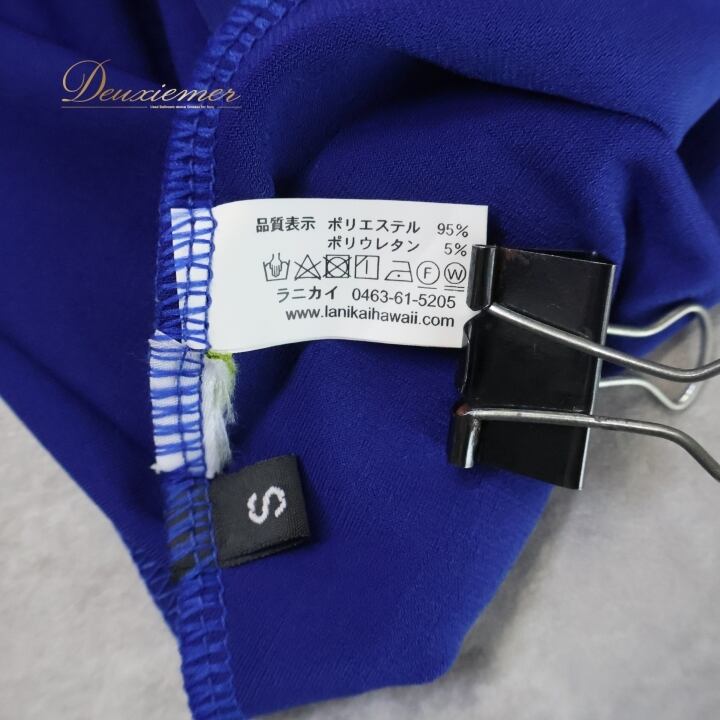 Deuxiemer
品質表示 ポリエステル 95%
ポリウレタン 5%
ラニカイ 0463-61-5205
www.lanikaihawaii.com
S